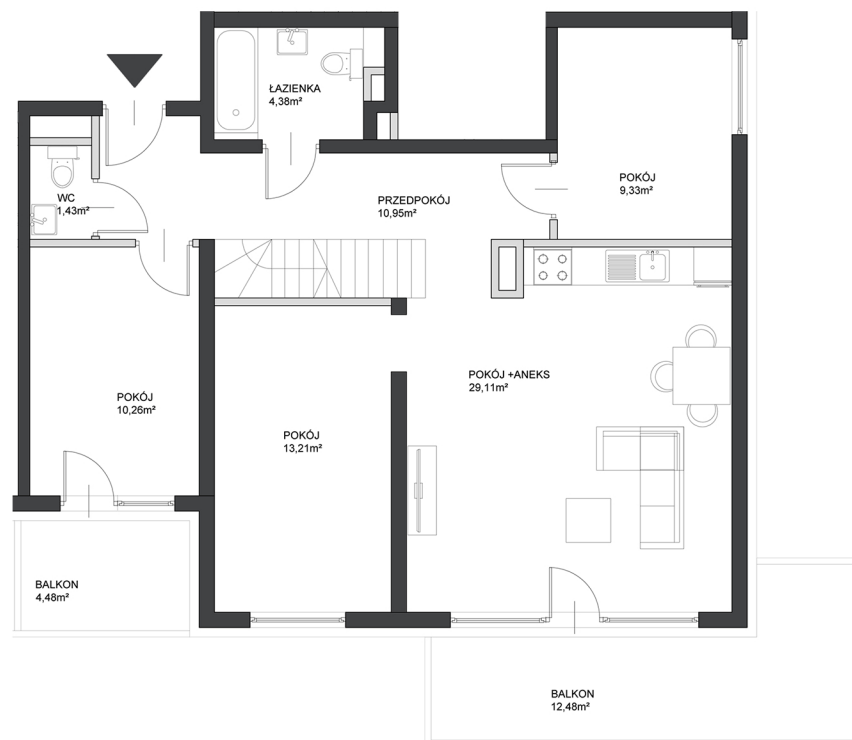 ŁAZIENKA
4,38m²
POKÓJ
9,33m²
WC
1,43m²
PRZEDPOKÓJ
10,95m²
POKÓJ +ANEKS
29,11m²
POKÓJ
10,26m²
POKÓJ
13,21m²
BALKON
4,48m²
BALKON
12,48m²